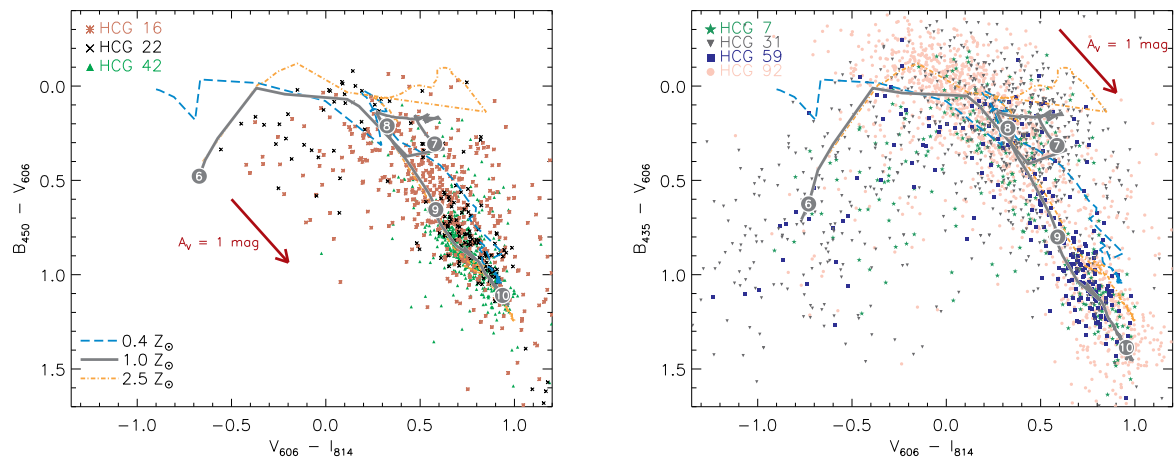 HCG 16
HCG 22
HCG 42
A_v = 1 mag
0.4 Z☉
1.0 Z☉
2.5 Z☉
6
7
8
9
10
0.0
0.5
1.0
1.5
B₄₅₀ − V₆₀₆
−1.0
−0.5
0.0
0.5
1.0
V₆₀₆ − I₈₁₄
HCG 7
HCG 31
HCG 59
HCG 92
A_v = 1 mag
6
7
8
9
10
0.0
0.5
1.0
1.5
B₄₃₅ − V₆₀₆
−1.0
−0.5
0.0
0.5
1.0
V₆₀₆ − I₈₁₄